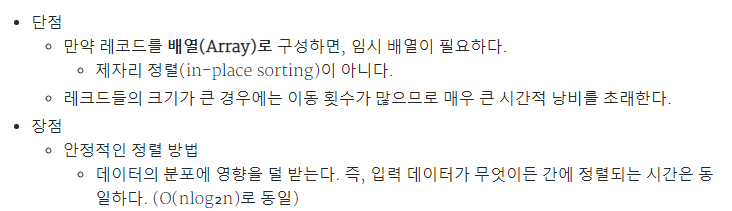 단점
만약 레코드를 배열(Array)로 구성하면, 임시 배열이 필요하다.
제자리 정렬(in-place sorting)이 아니다.
레크드들의 크기가 큰 경우에는 이동 횟수가 많으므로 매우 큰 시간적 낭비를 초래한다.
장점
안정적인 정렬 방법
데이터의 분포에 영향을 덜 받는다. 즉, 입력 데이터가 무엇이든 간에 정렬되는 시간은 동
일하다. (O(nlog₂n)로 동일)